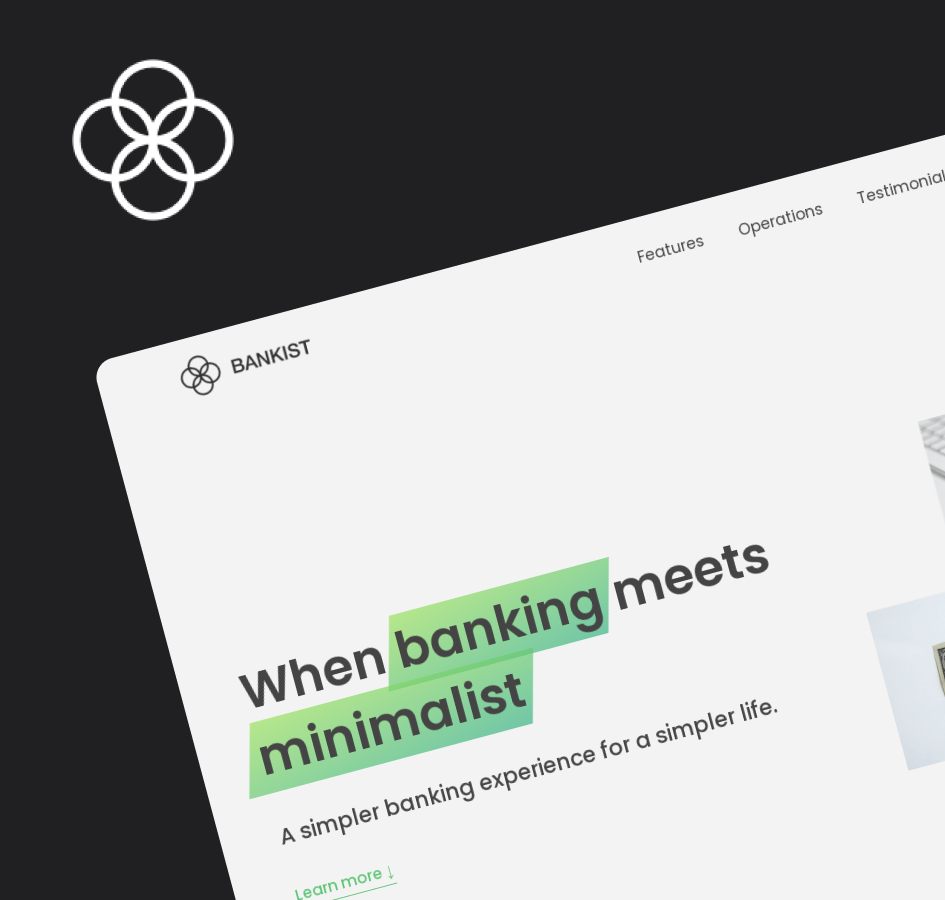 Features Operations Testimonial
BANKIST
When banking meets
minimalist
A simpler banking experience for a simpler life.
Learn more ↓